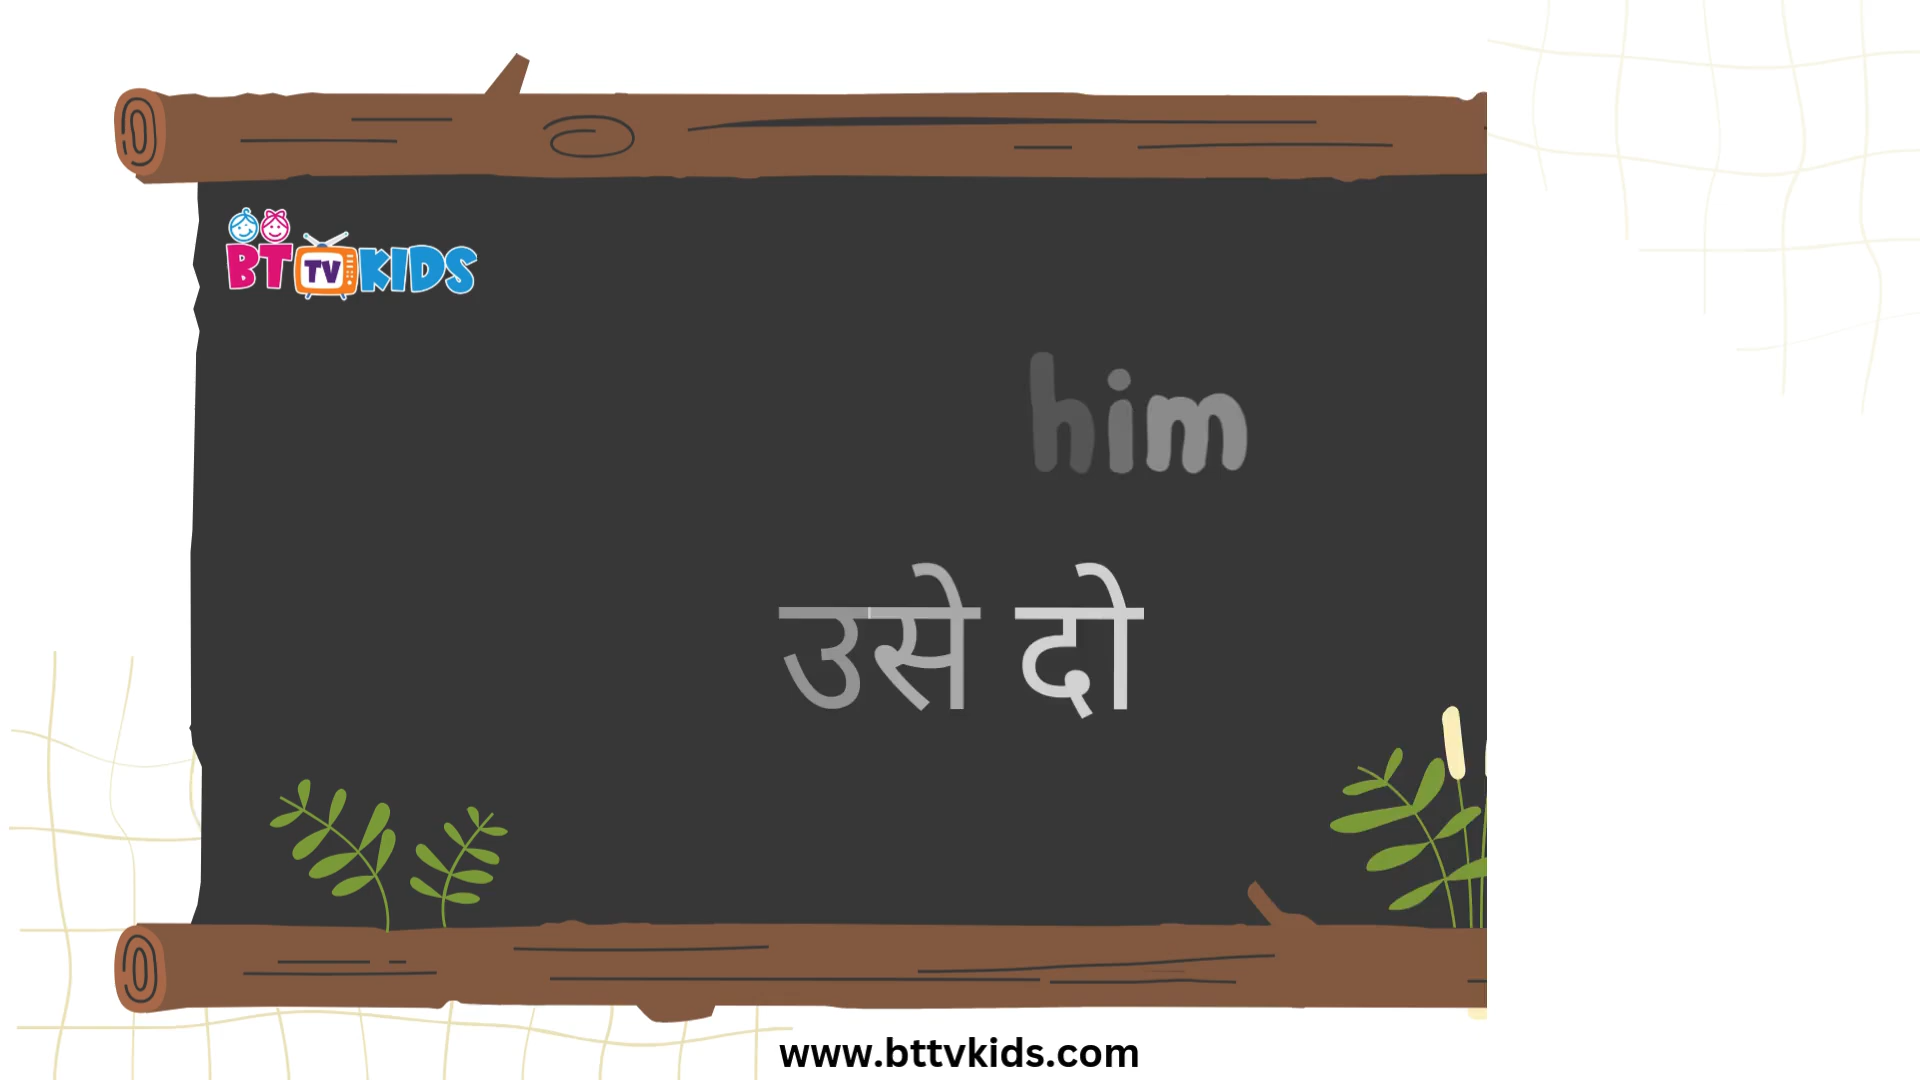 BT TV KIDS
him
उसे दो
www.bttvkids.com